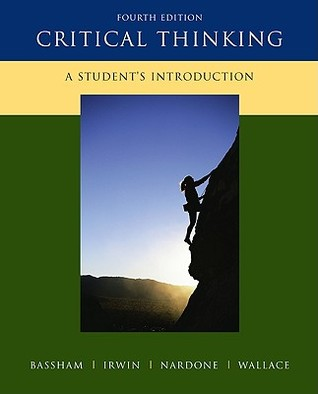 FOURTH EDITION
CRITICAL THINKING
A STUDENT'S INTRODUCTION
BASSHAM | IRWIN | NARDONE | WALLACE